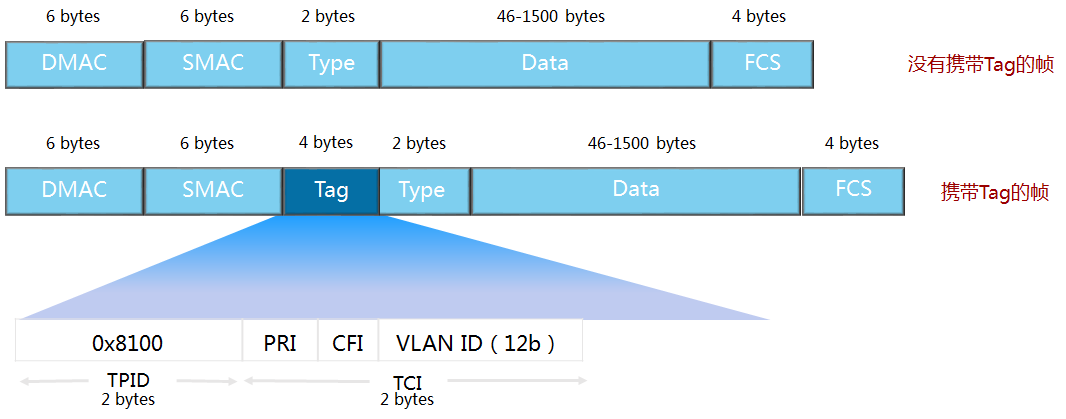 6 bytes 6 bytes 2 bytes 46-1500 bytes 4 bytes
DMAC SMAC Type Data FCS 没有携带Tag的帧
6 bytes 6 bytes 4 bytes 2 bytes 46-1500 bytes 4 bytes
DMAC SMAC Tag Type Data FCS 携带Tag的帧
0x8100 PRI CFI VLAN ID（12b）
TPID TCI
2 bytes 2 bytes